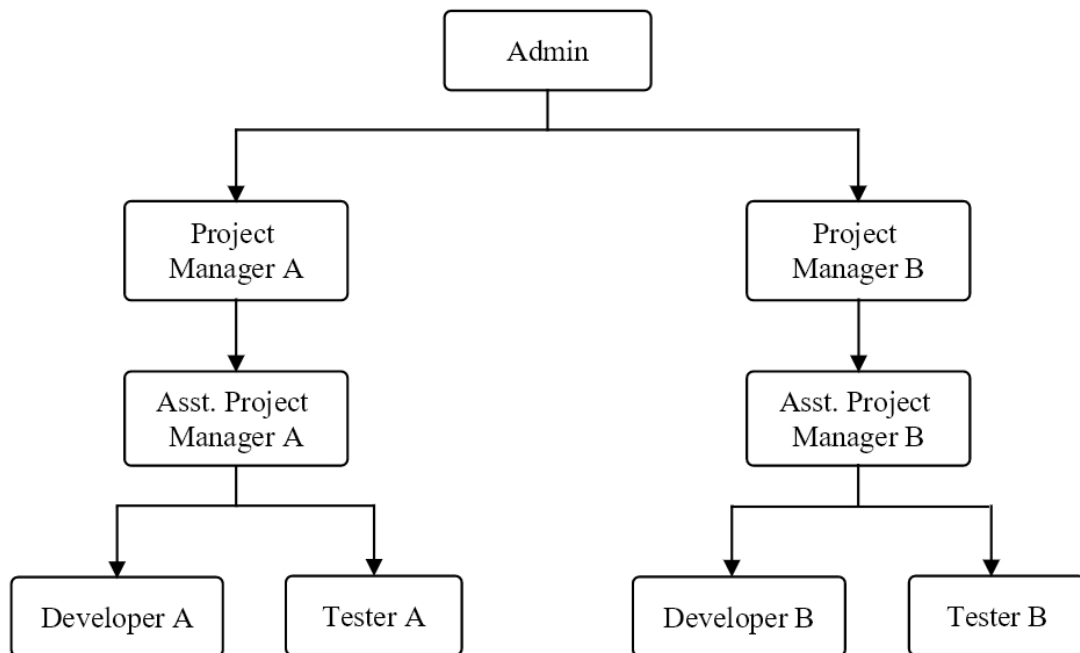 Admin
Project
Manager A
Project
Manager B
Asst. Project
Manager A
Asst. Project
Manager B
Developer A
Tester A
Developer B
Tester B